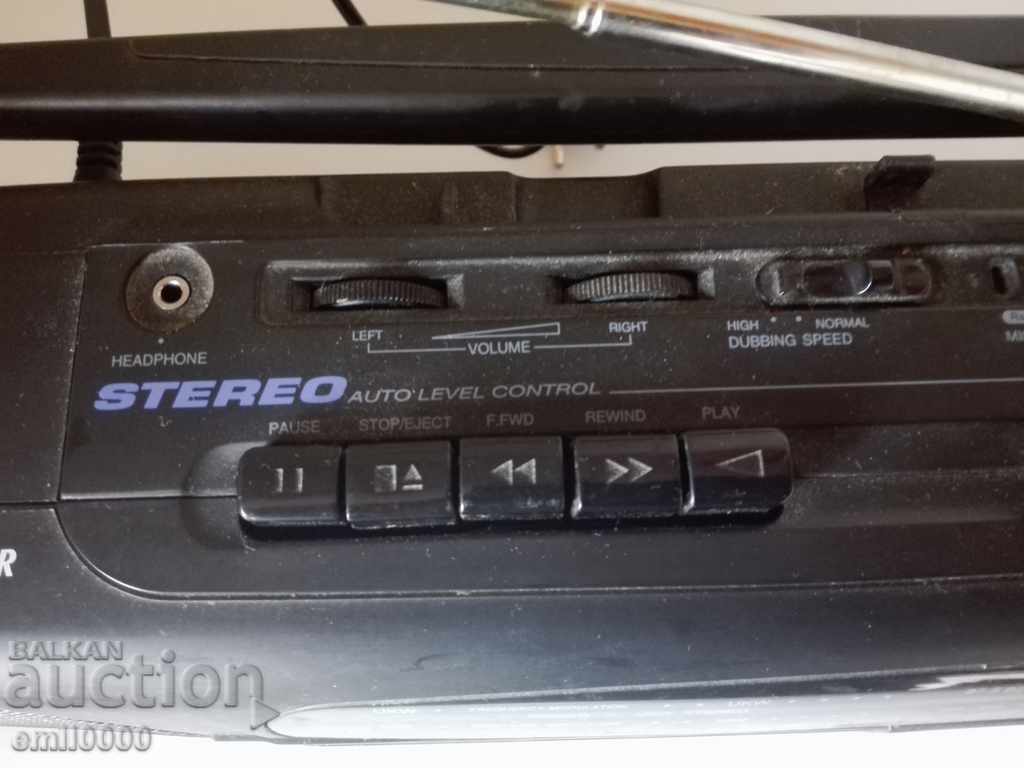 HEADPHONE
LEFT
VOLUME
RIGHT
HIGH NORMAL
DUBBING SPEED
STEREO AUTO LEVEL CONTROL
PAUSE STOP/EJECT F.FWD REWIND PLAY
R
BALKAN
auction
emil0000